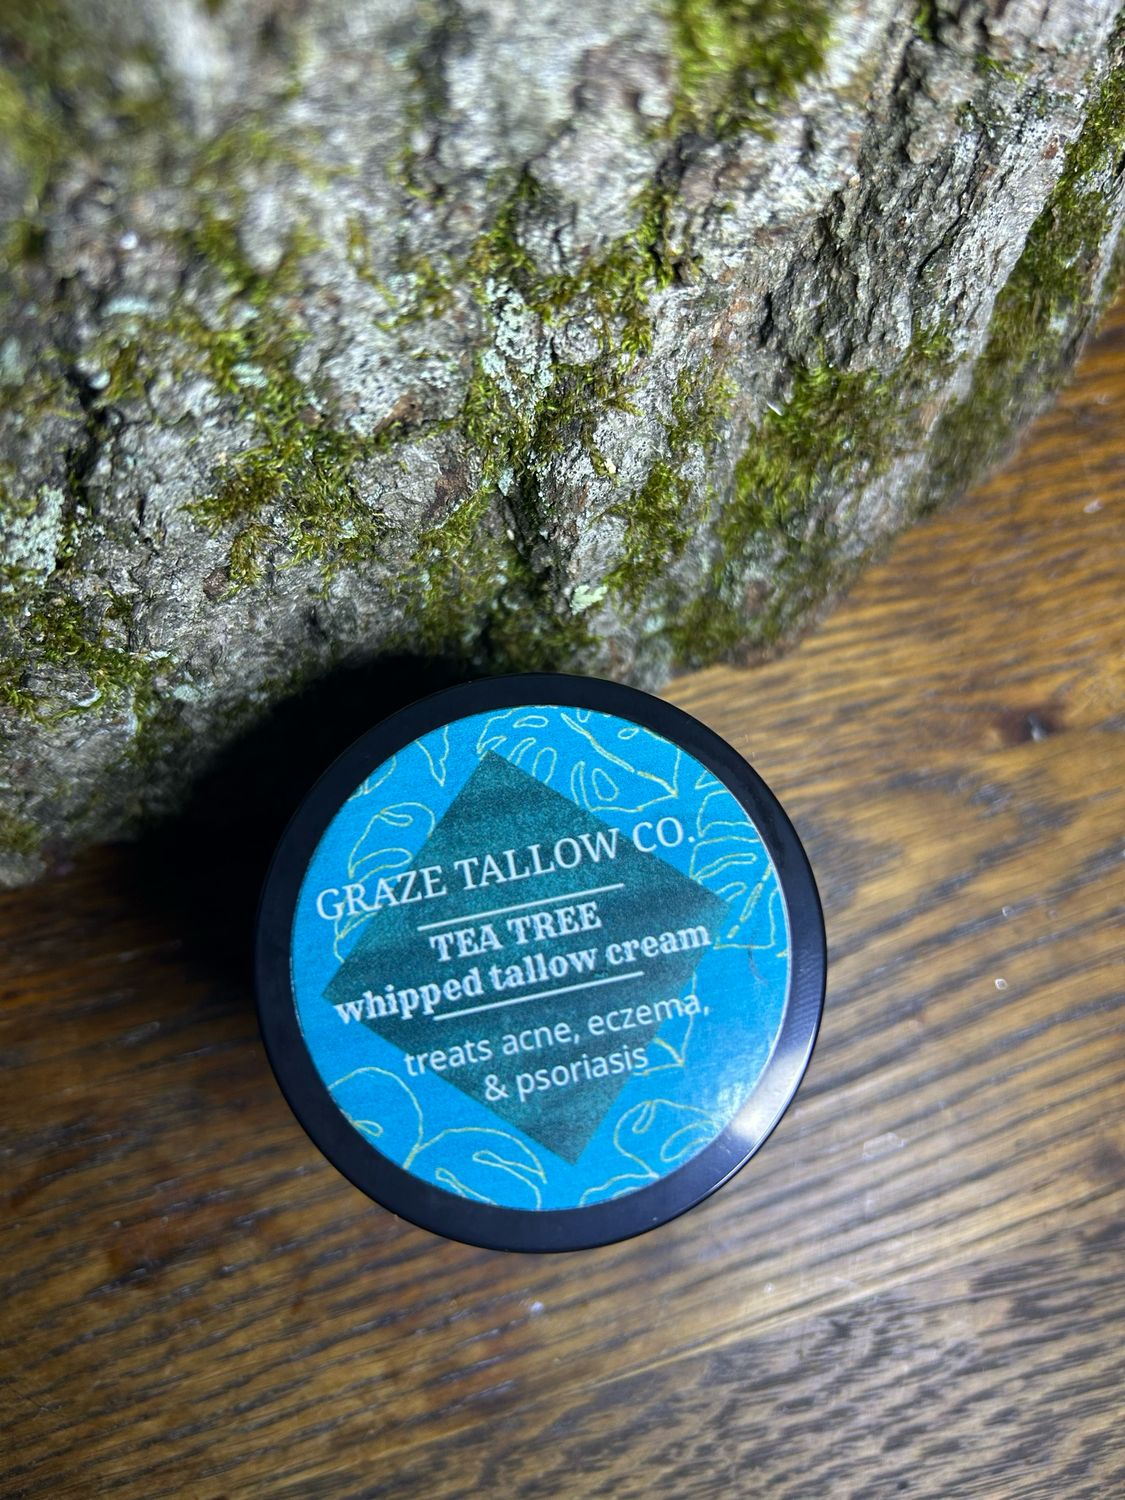 GRAZE TALLOW CO.
TEA TREE
whipped tallow cream
treats acne, eczema,
& psoriasis